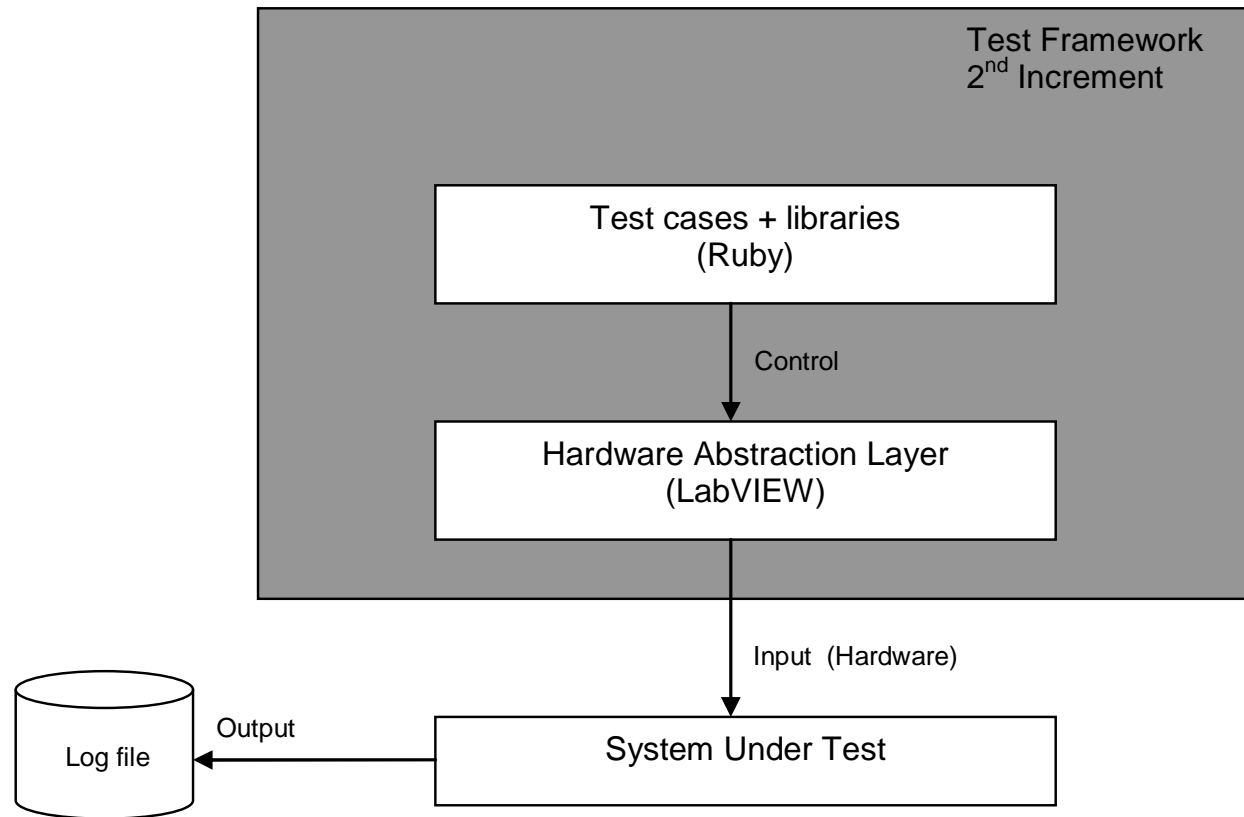 Test Framework
2nd Increment
Test cases + libraries
(Ruby)
Control
Hardware Abstraction Layer
(LabVIEW)
Input (Hardware)
Output
Log file
System Under Test